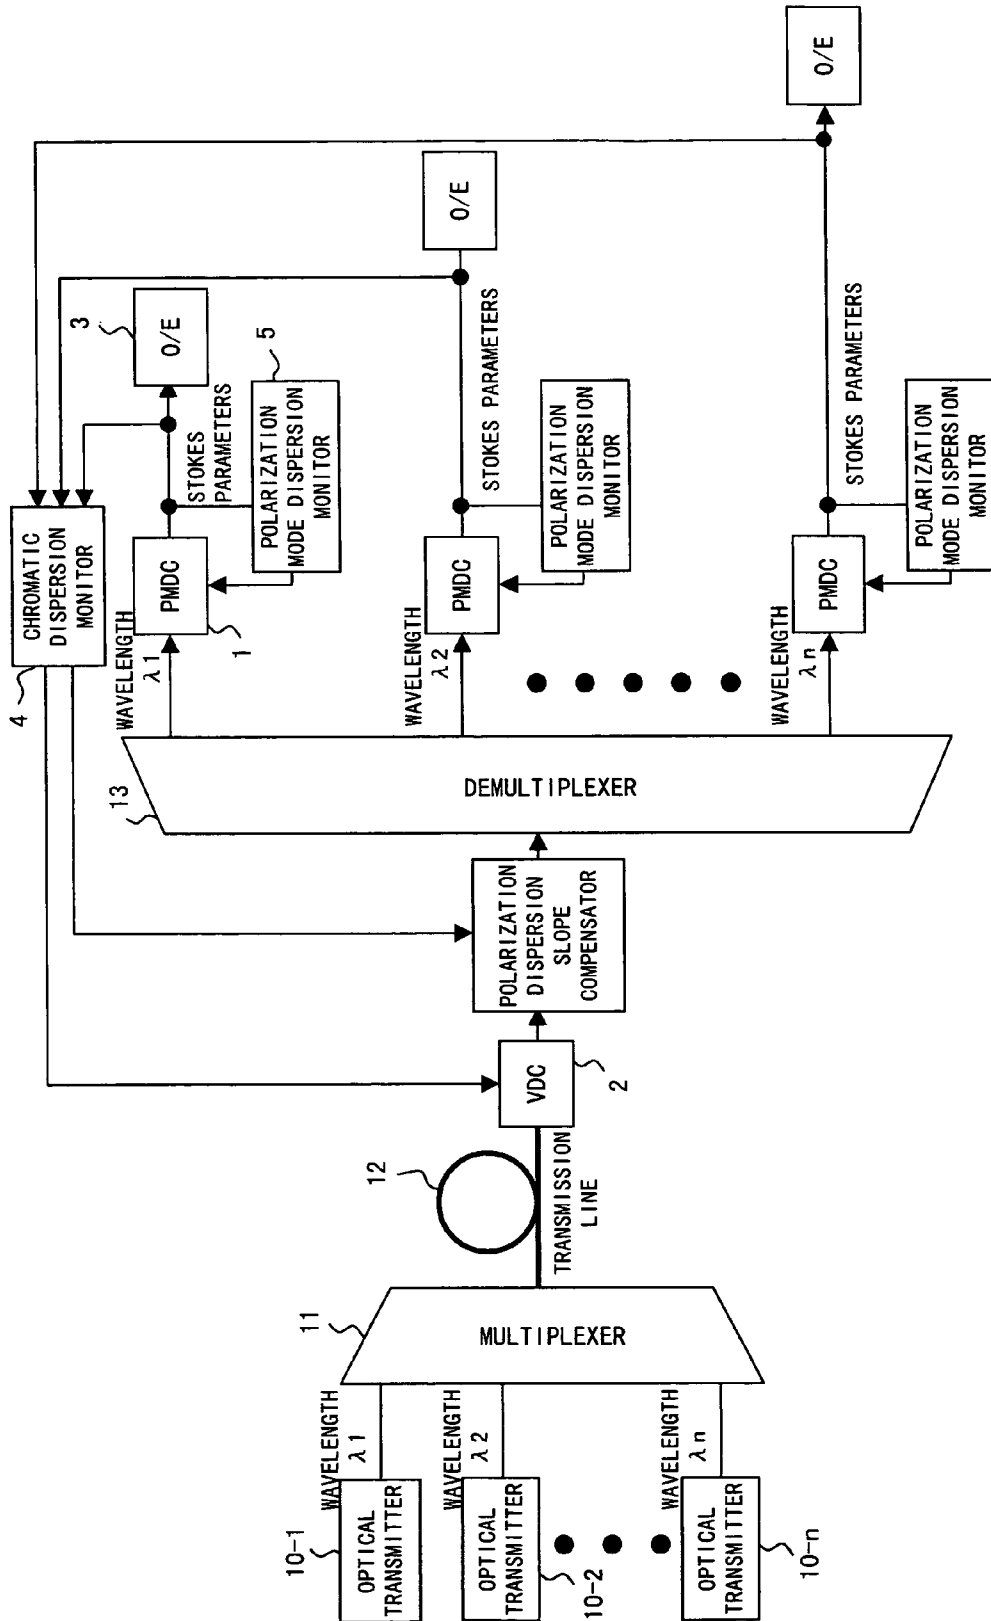 10-1
OPTICAL
TRANSMITTER
WAVELENGTH
λ1
OPTICAL
TRANSMITTER
10-2
WAVELENGTH
λ2
OPTICAL
TRANSMITTER
10-n
WAVELENGTH
λn
11
MULTIPLEXER
12
TRANSMISSION
LINE
VDC
2
POLARIZATION
DISPERSION
SLOPE
COMPENSATOR
13
DEMULTIPLEXER
4
CHROMATIC
DISPERSION
MONITOR
WAVELENGTH
λ1
PMDC
1
STOKES
PARAMETERS
POLARIZATION
MODE DISPERSION
MONITOR
5
3
O/E
WAVELENGTH
λ2
PMDC
STOKES PARAMETERS
POLARIZATION
MODE DISPERSION
MONITOR
O/E
WAVELENGTH
λn
PMDC
STOKES PARAMETERS
POLARIZATION
MODE DISPERSION
MONITOR
O/E